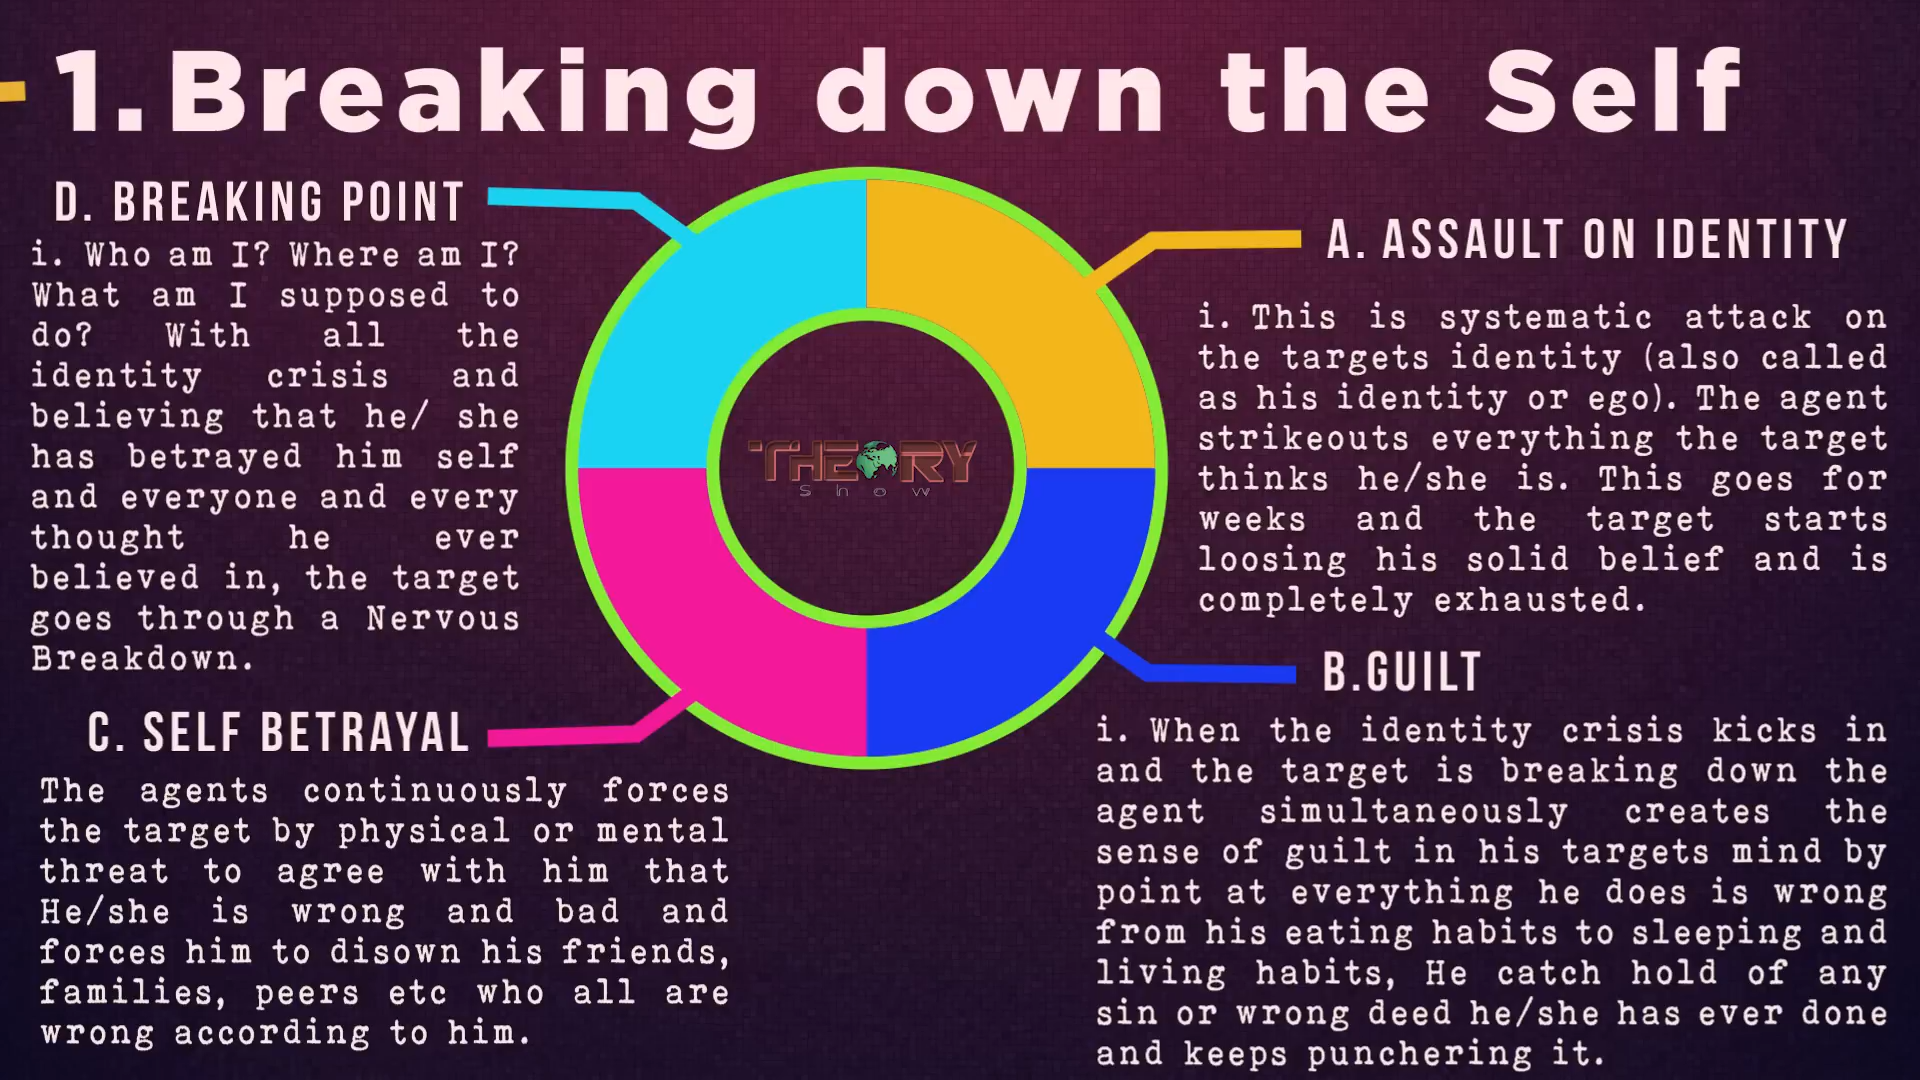 1. Breaking down the Self
A. ASSAULT ON IDENTITY
i. This is systematic attack on
the targets identity (also called
as his identity or ego). The agent
strikeouts everything the target
thinks he/she is. This goes for
weeks and the target starts
loosing his solid belief and is
completely exhausted.
B.GUILT
i. When the identity crisis kicks in
and the target is breaking down the
agent simultaneously creates the
sense of guilt in his targets mind by
point at everything he does is wrong
from his eating habits to sleeping and
living habits, He catch hold of any
sin or wrong deed he/she has ever done
and keeps punchering it.
C. SELF BETRAYAL
The agents continuously forces
the target by physical or mental
threat to agree with him that
He/she is wrong and bad and
forces him to disown his friends,
families, peers etc who all are
wrong according to him.
D. BREAKING POINT
i. Who am I? Where am I?
What am I supposed to
do? With all the
identity crisis and
believing that he/ she
has betrayed him self
and everyone and every
thought he ever
believed in, the target
goes through a Nervous
Breakdown.
THEORY
Show